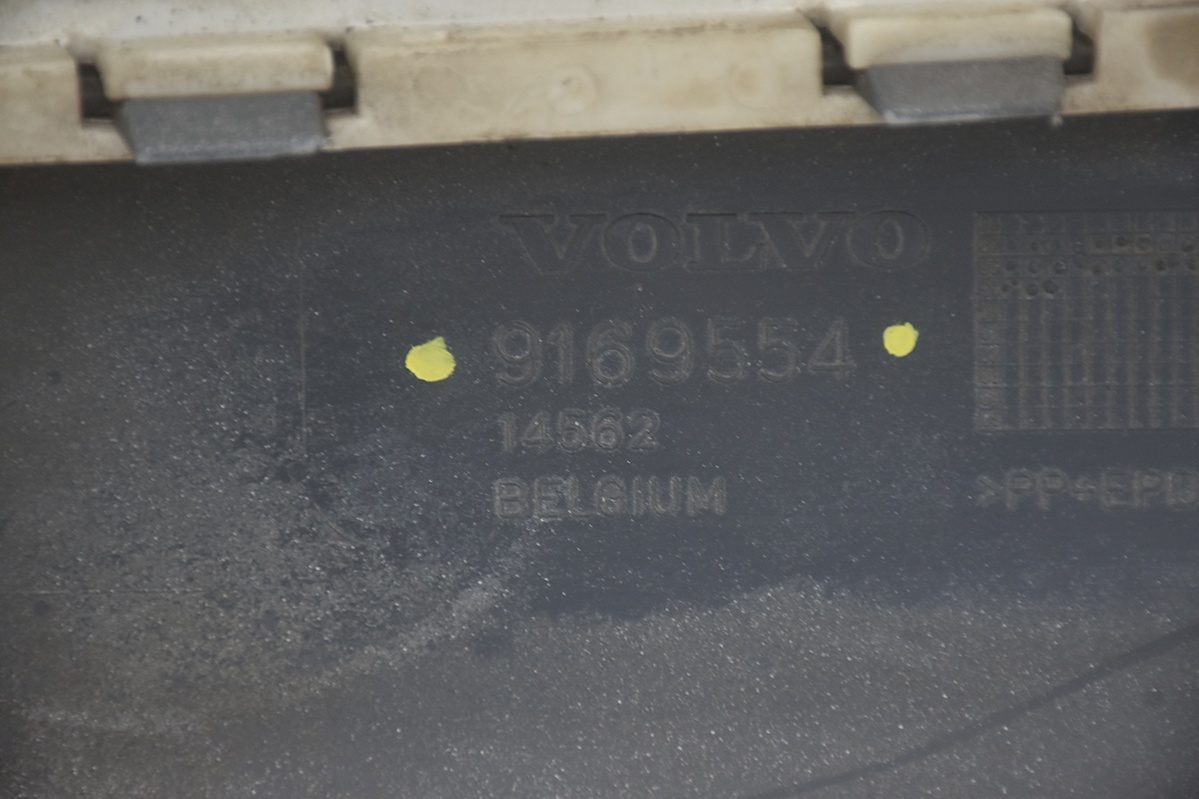 VOLVO
9169554
14562
BELGIUM
>PP+EPD